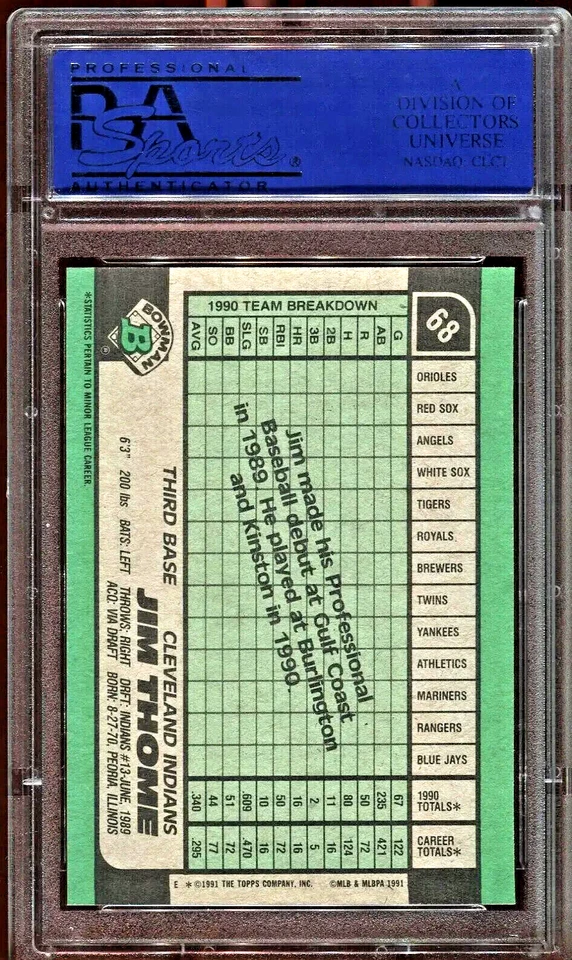 PROFESSIONAL
PSA
Sports
®
AUTHENTICATOR
A
DIVISION OF
COLLECTORS
UNIVERSE
NASDAQ: CLCT
68
1990 TEAM BREAKDOWN
G AB R H 2B 3B HR RBI SB SLG BB SO AVG
ORIOLES
RED SOX
ANGELS
WHITE SOX
TIGERS
ROYALS
BREWERS
TWINS
YANKEES
ATHLETICS
MARINERS
RANGERS
BLUE JAYS
1990 TOTALS* 67 235 50 80 11 2 16 50 10 .609 51 44 .340
CAREER TOTALS* 122 421 72 124 16 5 16 72 16 .470 72 77 .295
Jim made his Professional
Baseball debut at Gulf Coast
in 1989. He played at Burlington
and Kinston in 1990.
BOWMAN
B
®
THIRD BASE CLEVELAND INDIANS
JIM THOME
6'3" 200 lbs BATS: LEFT THROWS: RIGHT DRFT: INDIANS #13-JUNE, 1989
ACQ: VIA DRAFT BORN: 8-27-70, PEORIA, ILLINOIS
*STATISTICS PERTAIN TO MINOR LEAGUE CAREER.
E * ©1991 THE TOPPS COMPANY, INC. ©MLB & MLBPA 1991